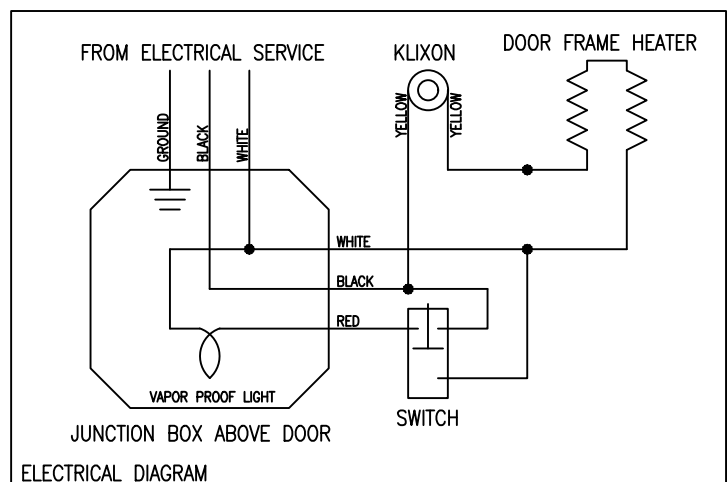 FROM ELECTRICAL SERVICE
KLIXON
DOOR FRAME HEATER
GROUND
BLACK
WHITE
YELLOW
YELLOW
WHITE
BLACK
RED
VAPOR PROOF LIGHT
SWITCH
JUNCTION BOX ABOVE DOOR
ELECTRICAL DIAGRAM